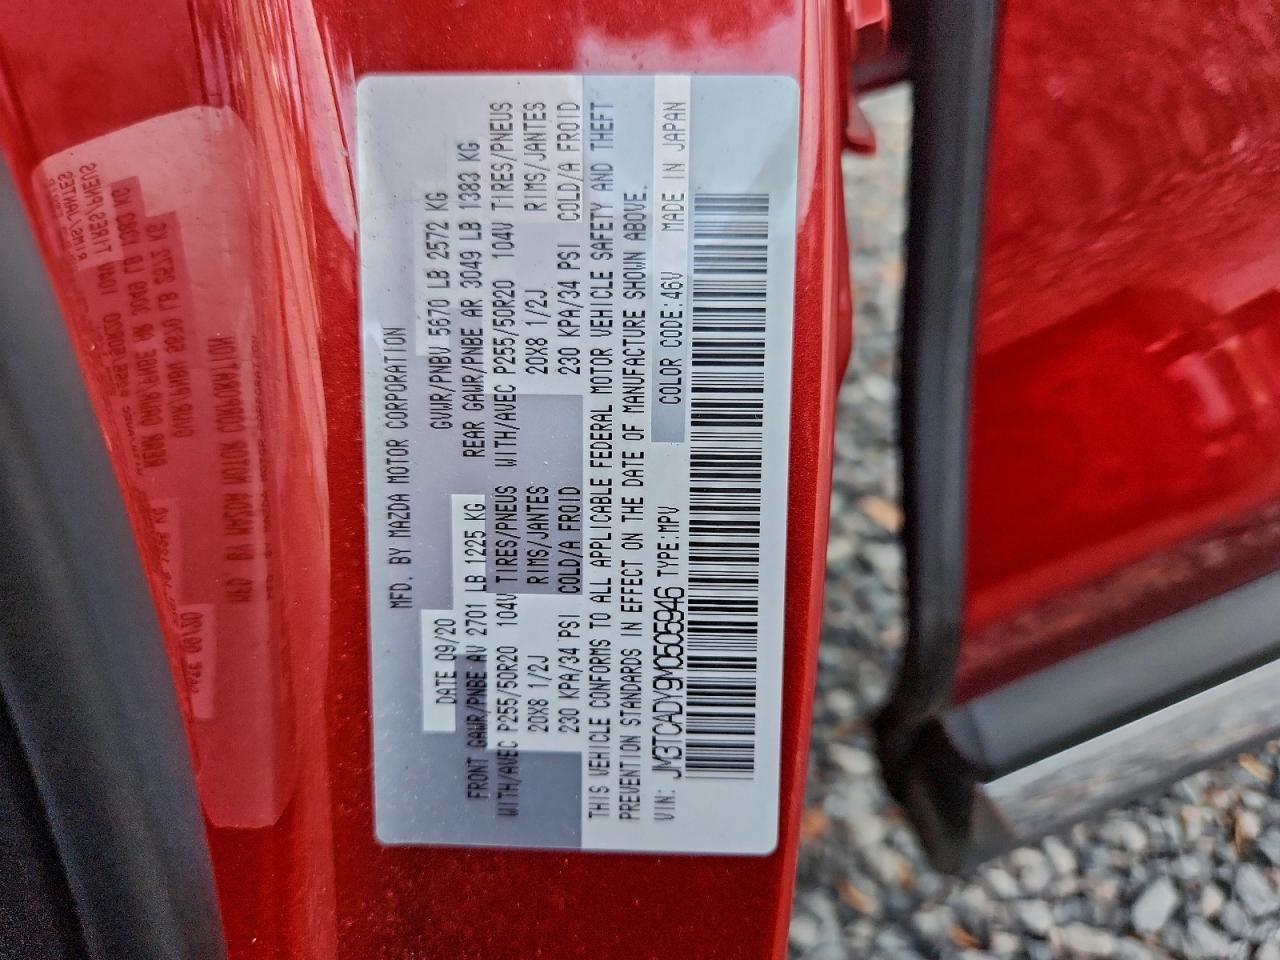 MFD. BY MAZDA MOTOR CORPORATION
DATE 09/20 GVWR/PNBV 5670 LB 2572 KG
FRONT GAWR/PNBE AV 2701 LB 1225 KG REAR GAWR/PNBE AR 3049 LB 1383 KG
WITH/AVEC P255/50R20 104V TIRES/PNEUS WITH/AVEC P255/50R20 104V TIRES/PNEUS
20X8 1/2J RIMS/JANTES 20X8 1/2J RIMS/JANTES
230 KPA/34 PSI COLD/A FROID 230 KPA/34 PSI COLD/A FROID
THIS VEHICLE CONFORMS TO ALL APPLICABLE FEDERAL MOTOR VEHICLE SAFETY AND THEFT
PREVENTION STANDARDS IN EFFECT ON THE DATE OF MANUFACTURE SHOWN ABOVE.
VIN: JM3TCADY9M0505946 TYPE:MPV COLOR CODE:46V MADE IN JAPAN